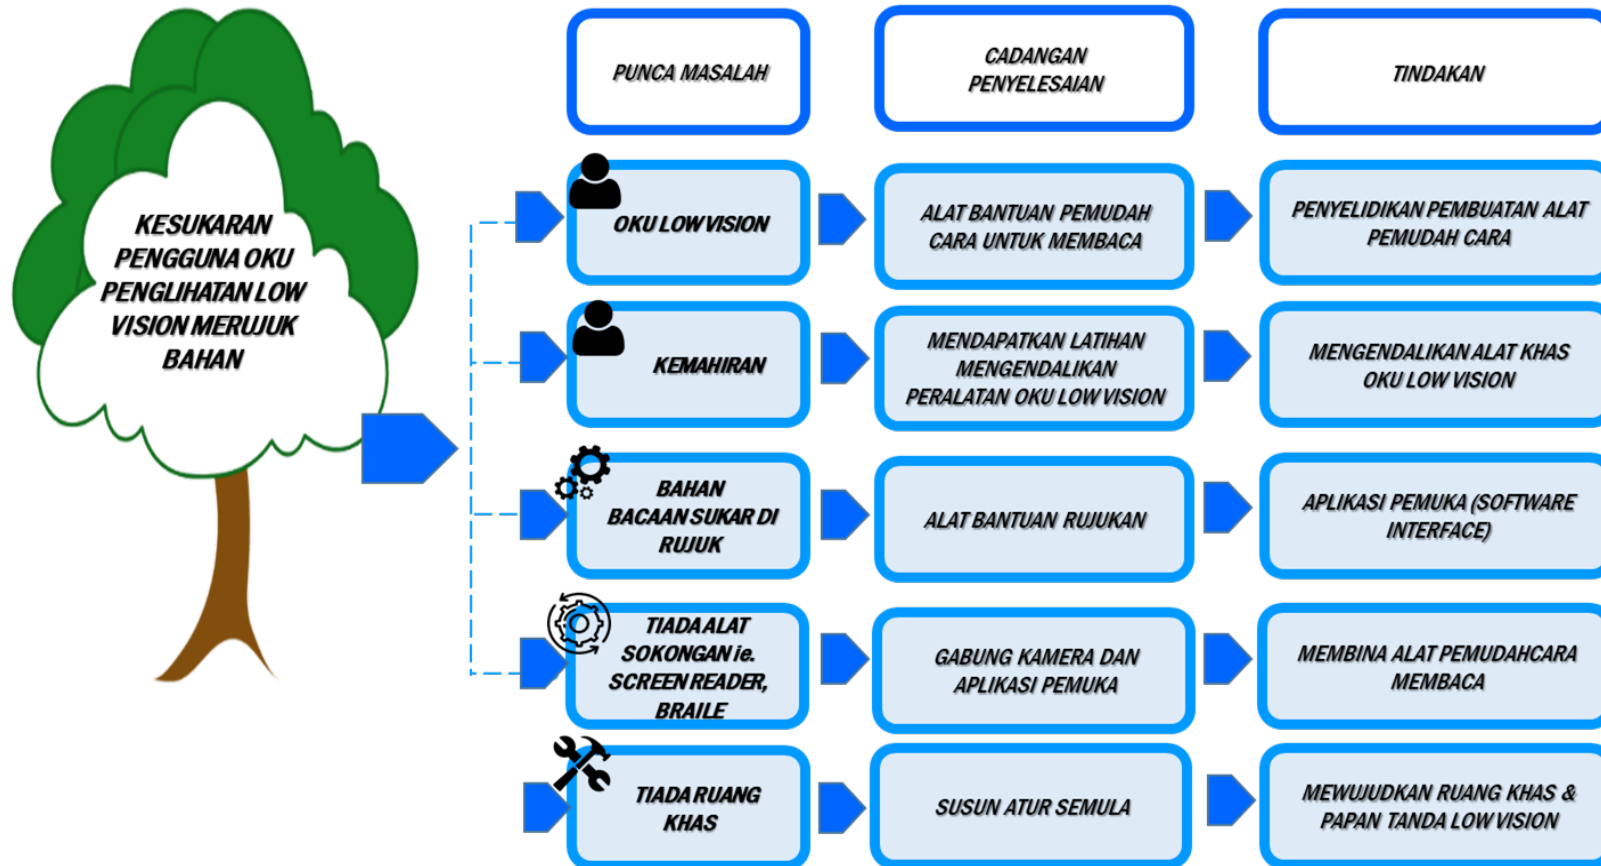 PUNCA MASALAH
CADANGAN
PENYELESAIAN
TINDAKAN
KESUKARAN
PENGGUNA OKU
PENGLIHATAN LOW
VISION MERUJUK
BAHAN
OKU LOW VISION
ALAT BANTUAN PEMUDAH
CARA UNTUK MEMBACA
PENYELIDIKAN PEMBUATAN ALAT
PEMUDAH CARA
KEMAHIRAN
MENDAPATKAN LATIHAN
MENGENDALIKAN
PERALATAN OKU LOW VISION
MENGENDALIKAN ALAT KHAS
OKU LOW VISION
BAHAN
BACAAN SUKAR DI
RUJUK
ALAT BANTUAN RUJUKAN
APLIKASI PEMUKA (SOFTWARE
INTERFACE)
TIADA ALAT
SOKONGAN ie.
SCREEN READER,
BRAILE
GABUNG KAMERA DAN
APLIKASI PEMUKA
MEMBINA ALAT PEMUDAHCARA
MEMBACA
TIADA RUANG
KHAS
SUSUN ATUR SEMULA
MEWUJUDKAN RUANG KHAS &
PAPAN TANDA LOW VISION